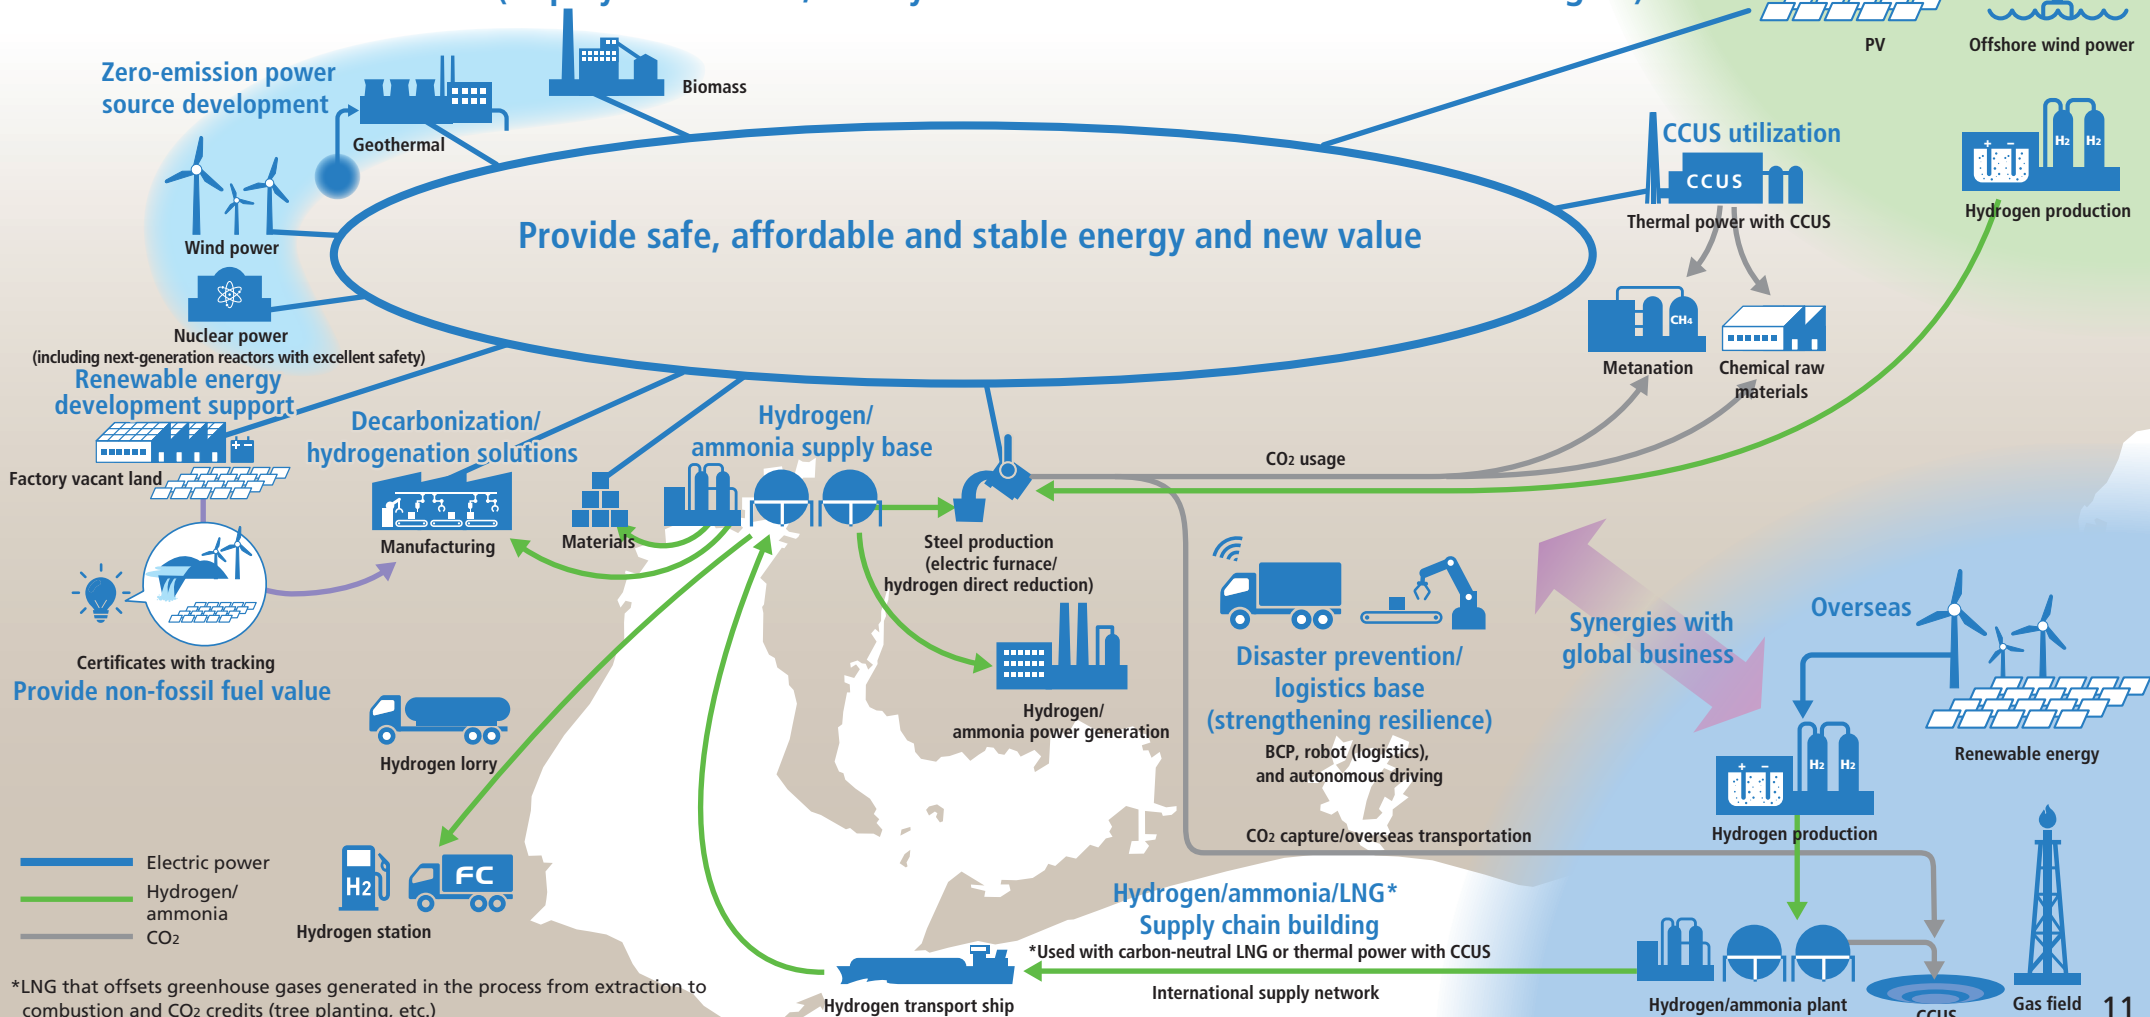 PV
Offshore wind power
Zero-emission power
source development
Biomass
Geothermal
CCUS utilization
CCUS
Thermal power with CCUS
+ −
H2 H2
Hydrogen production
Wind power
Provide safe, affordable and stable energy and new value
Nuclear power
(including next-generation reactors with excellent safety)
CH4
Metanation
Chemical raw
materials
Renewable energy
development support
Factory vacant land
+ −
Decarbonization/
hydrogenation solutions
Manufacturing
Materials
Hydrogen/
ammonia supply base
CO2 usage
Steel production
(electric furnace/
hydrogen direct reduction)
Certificates with tracking
Provide non-fossil fuel value
Hydrogen/
ammonia power generation
Disaster prevention/
logistics base
(strengthening resilience)
BCP, robot (logistics),
and autonomous driving
Synergies with
global business
Overseas
Renewable energy
+ −
H2 H2
Hydrogen production
Hydrogen lorry
CO2 capture/overseas transportation
H2
FC
Hydrogen station
Electric power
Hydrogen/
ammonia
CO2
Hydrogen/ammonia/LNG*
Supply chain building
*Used with carbon-neutral LNG or thermal power with CCUS
International supply network
Hydrogen transport ship
Hydrogen/ammonia plant
CCUS
Gas field
*LNG that offsets greenhouse gases generated in the process from extraction to
combustion and CO2 credits (tree planting, etc.)
11